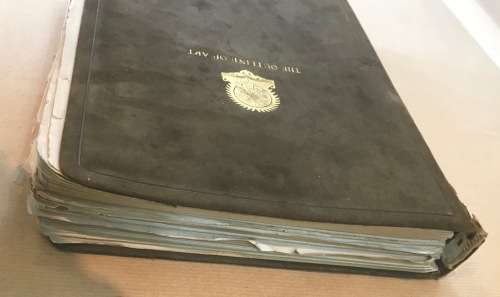 THE OUTLINE OF ART